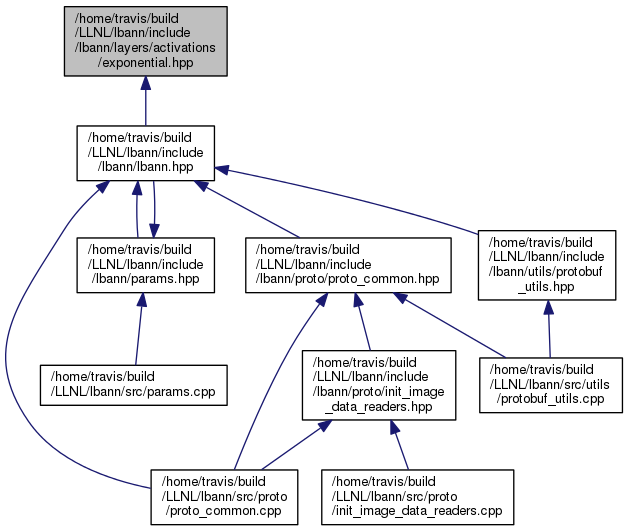 /home/travis/build
/LLNL/lbann/include
/lbann/layers/activations
/exponential.hpp
/home/travis/build
/LLNL/lbann/include
/lbann/lbann.hpp
/home/travis/build
/LLNL/lbann/include
/lbann/params.hpp
/home/travis/build
/LLNL/lbann/include
/lbann/proto/proto_common.hpp
/home/travis/build
/LLNL/lbann/include
/lbann/utils/protobuf
_utils.hpp
/home/travis/build
/LLNL/lbann/src/params.cpp
/home/travis/build
/LLNL/lbann/include
/lbann/proto/init_image
_data_readers.hpp
/home/travis/build
/LLNL/lbann/src/utils
/protobuf_utils.cpp
/home/travis/build
/LLNL/lbann/src/proto
/proto_common.cpp
/home/travis/build
/LLNL/lbann/src/proto
/init_image_data_readers.cpp